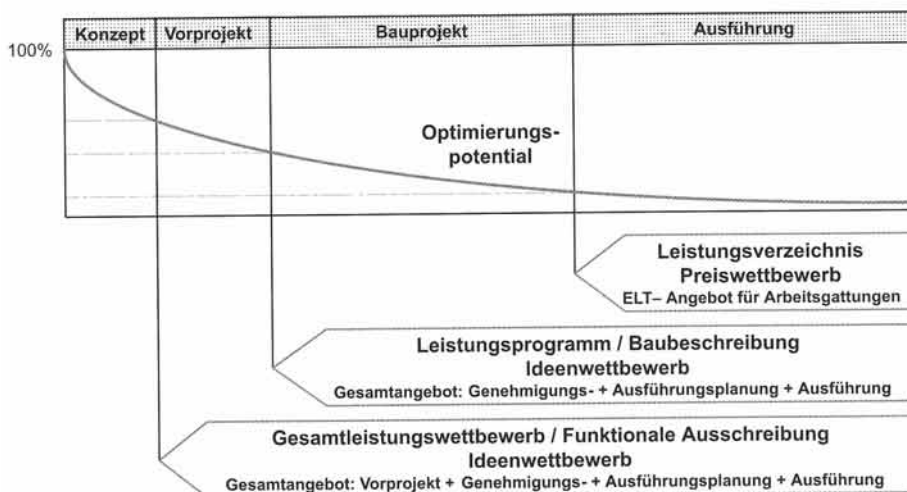 Konzept Vorprojekt Bauprojekt Ausführung
100%
Optimierungs-
potential
Leistungsverzeichnis
Preiswettbewerb
ELT– Angebot für Arbeitsgattungen
Leistungsprogramm / Baubeschreibung
Ideenwettbewerb
Gesamtangebot: Genehmigungs- + Ausführungsplanung + Ausführung
Gesamtleistungswettbewerb / Funktionale Ausschreibung
Ideenwettbewerb
Gesamtangebot: Vorprojekt + Genehmigungs- + Ausführungsplanung + Ausführung